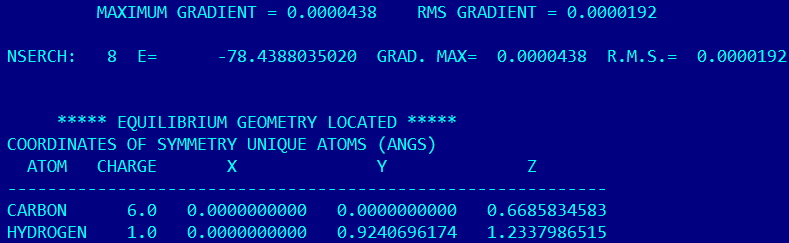 MAXIMUM GRADIENT = 0.0000438    RMS GRADIENT = 0.0000192
NSERCH:   8  E=      -78.4388035020  GRAD. MAX=  0.0000438  R.M.S.=  0.0000192
***** EQUILIBRIUM GEOMETRY LOCATED *****
COORDINATES OF SYMMETRY UNIQUE ATOMS (ANGS)
ATOM   CHARGE       X              Y              Z
------------------------------------------------------------
CARBON      6.0   0.0000000000   0.0000000000   0.6685834583
HYDROGEN    1.0   0.0000000000   0.9240696174   1.2337986515